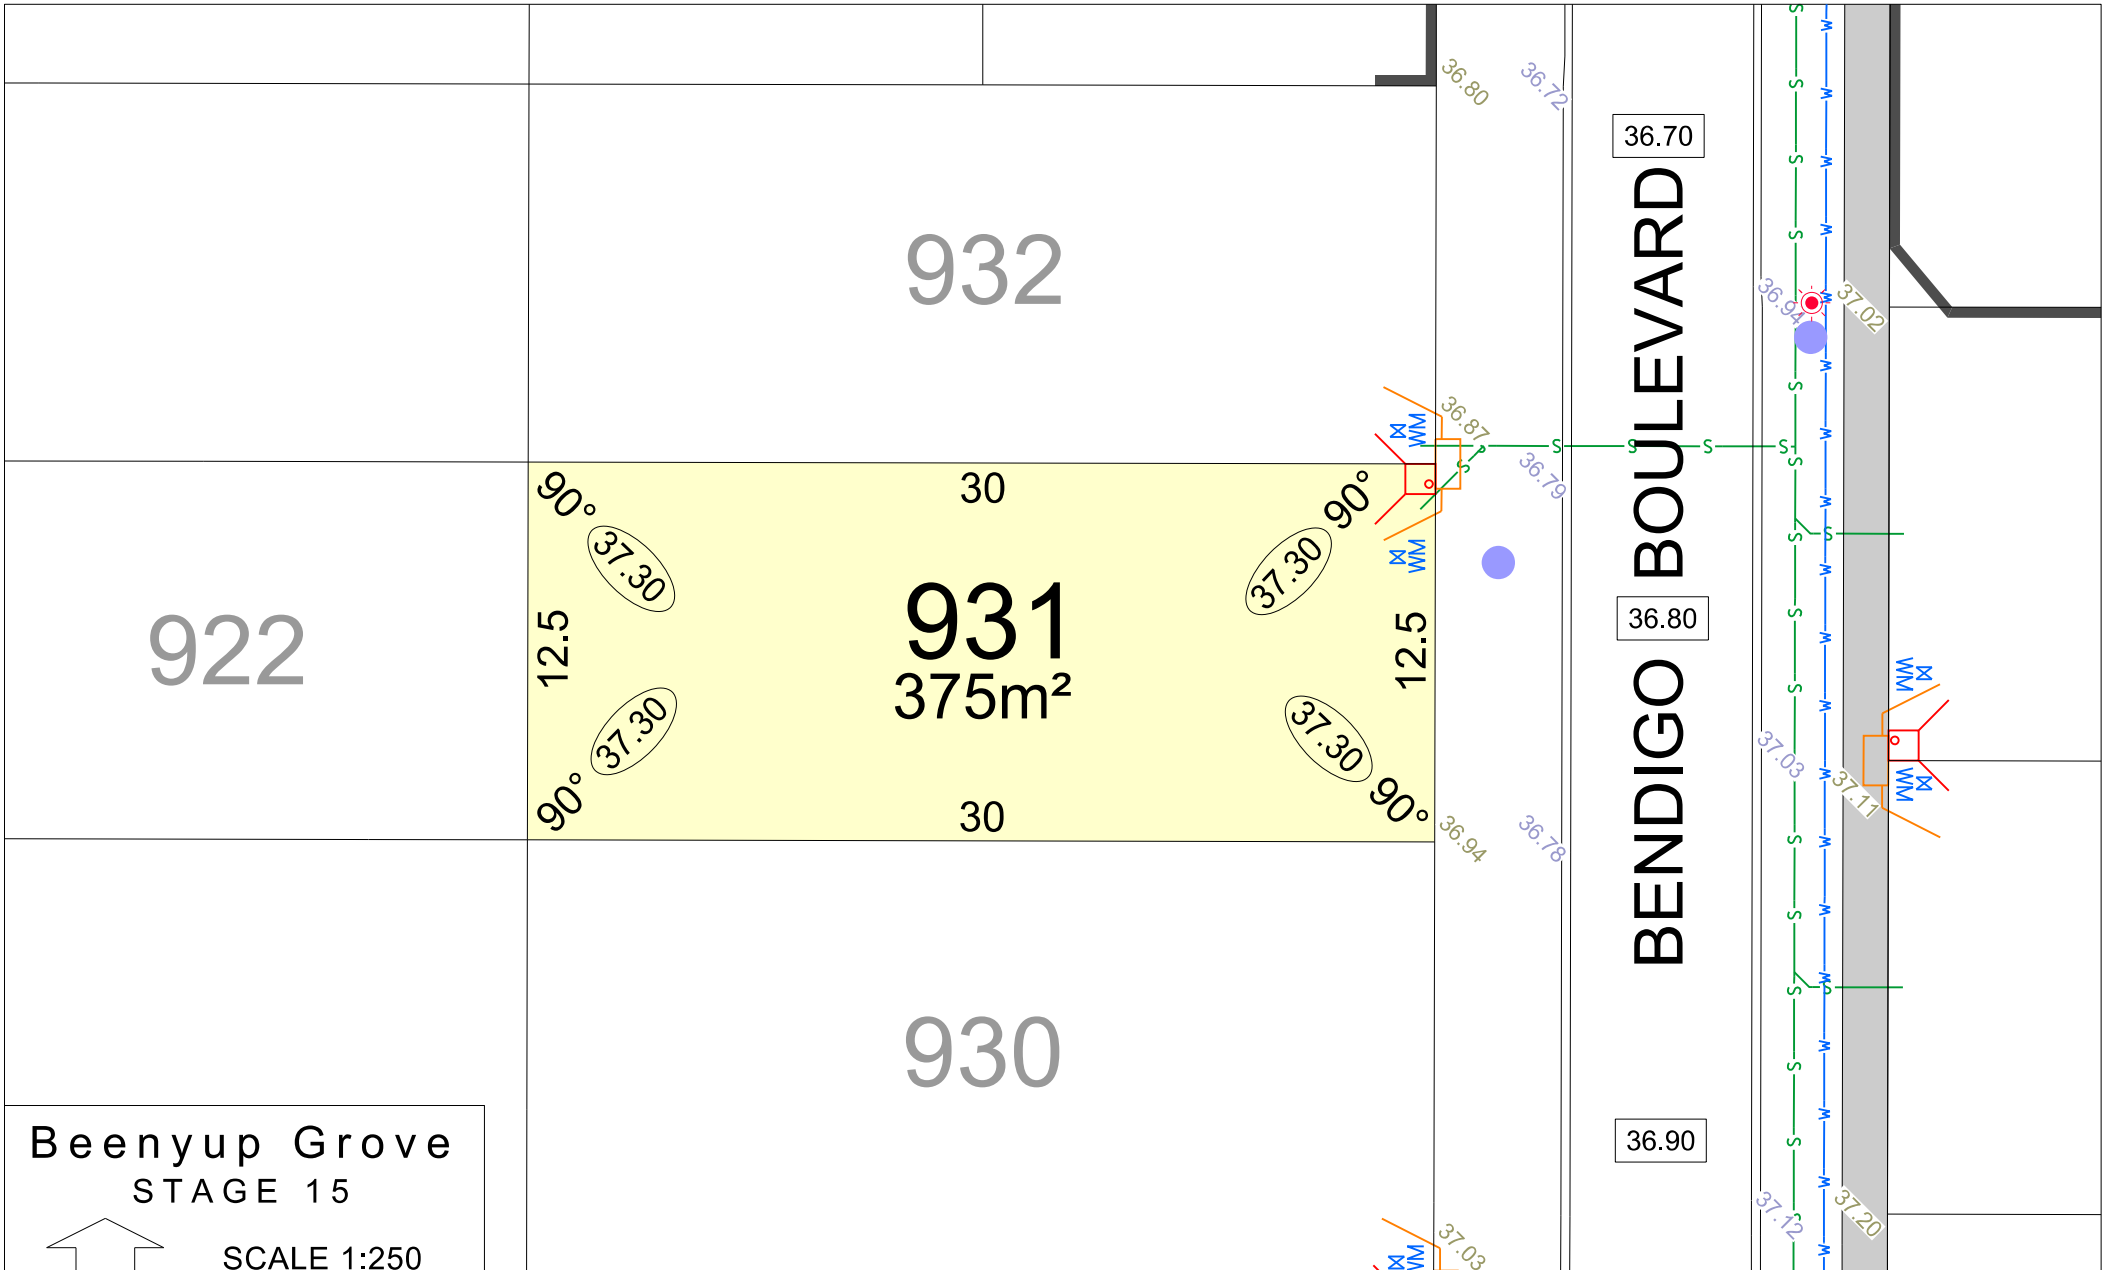 36.80
36.72
36.70
932
BENDIGO BOULEVARD
36.94
37.02
36.87
WM
36.79
90°
30
90°
37.30
37.30
WM
922
12.5
931
375m²
12.5
36.80
WM
37.30
37.30
37.03
37.11
WM
90°
30
90°
36.94
36.78
930
Beenyup Grove
STAGE 15
SCALE 1:250
36.90
37.12
37.20
37.03
WM
S S S S S S S S S S S S S S S S S S S S S S
W W W W W W W W W W W W W W W W W W W